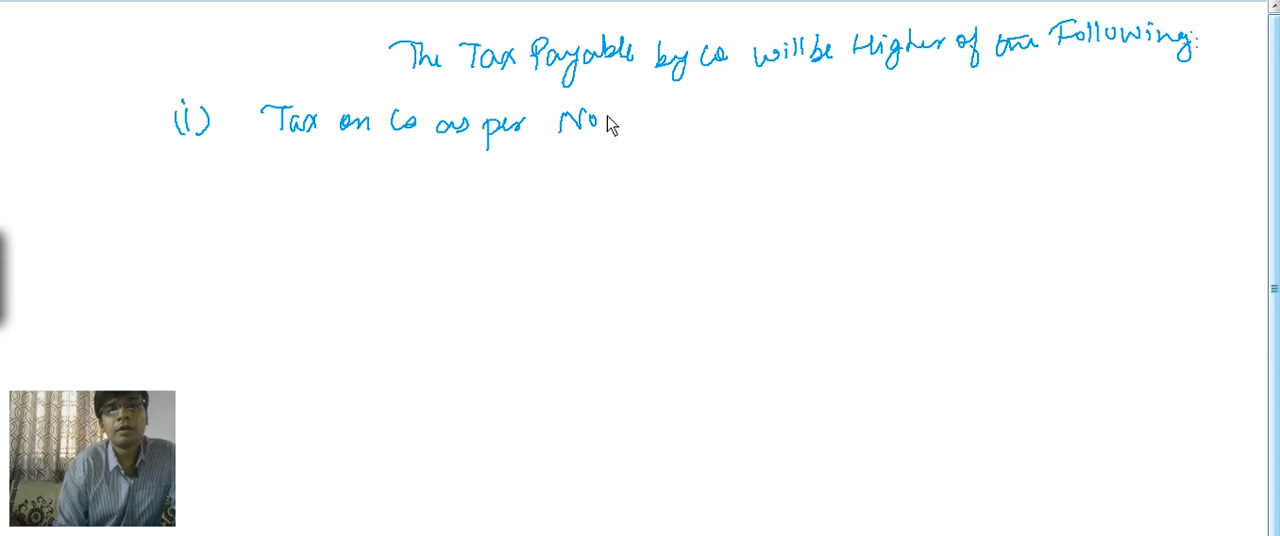 The Tax Payable by Co will be Higher of the Following:
(i) Tax on Co as per No